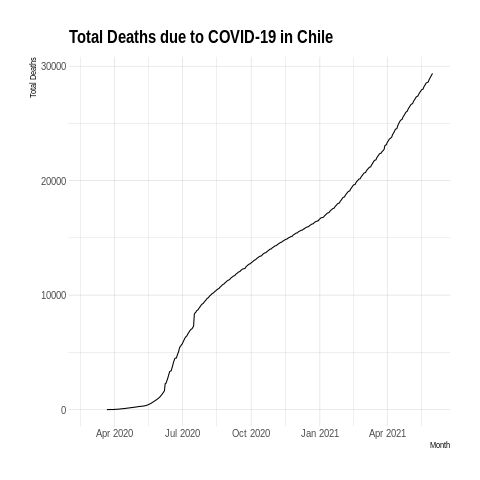 Total Deaths due to COVID-19 in Chile
Total Deaths
30000
20000
10000
0
Apr 2020 Jul 2020 Oct 2020 Jan 2021 Apr 2021
Month